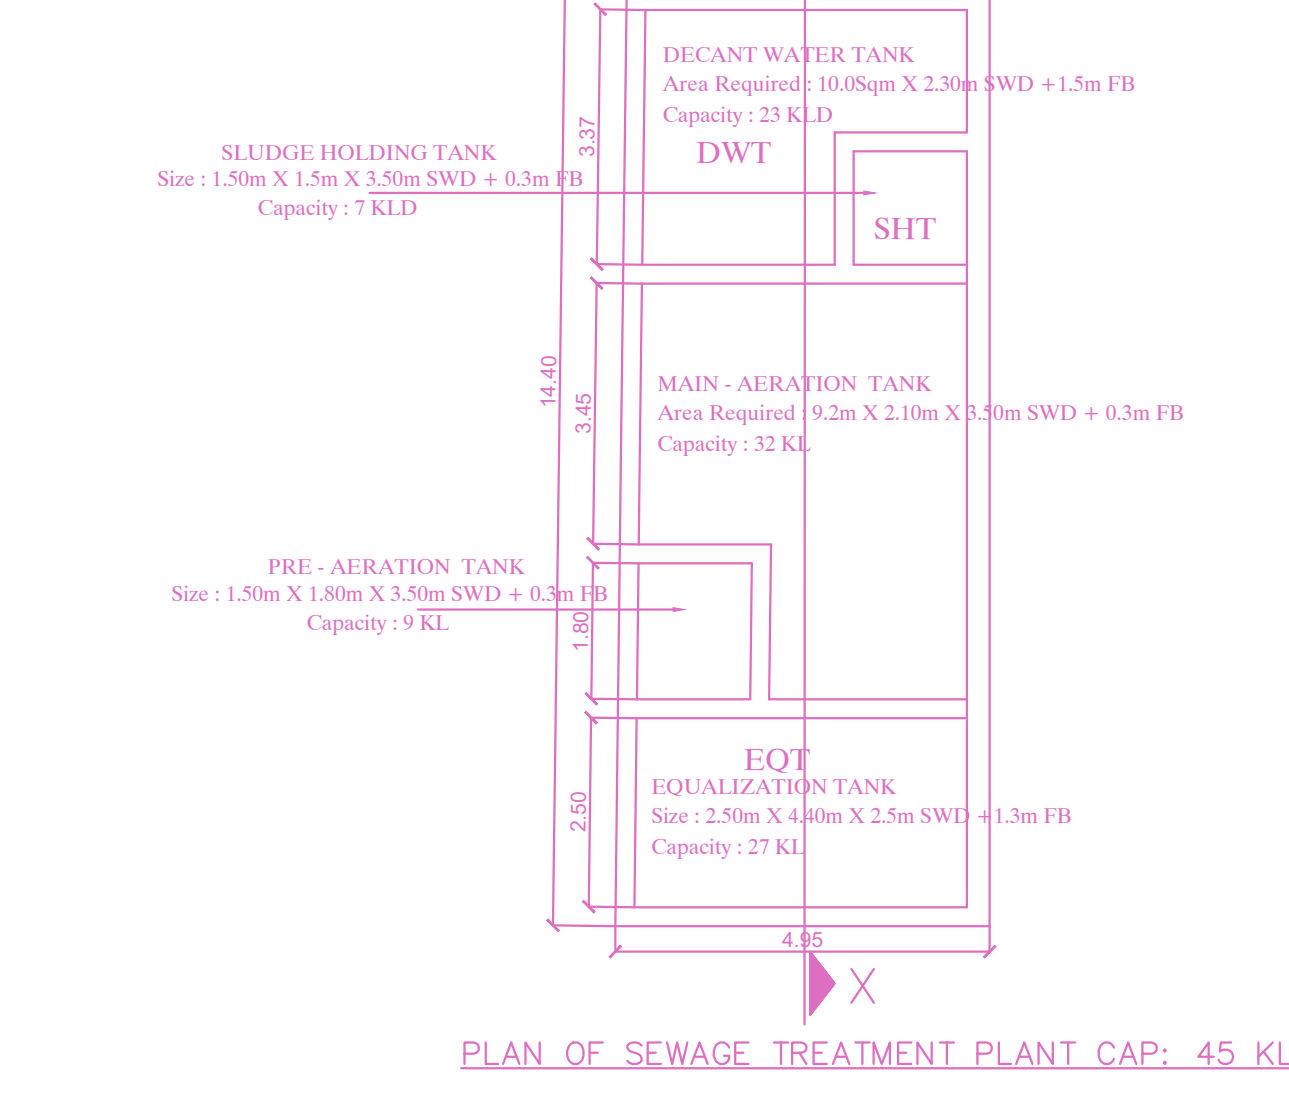 DECANT WATER TANK
Area Required : 10.0Sqm X 2.30m SWD +1.5m FB
Capacity : 23 KLD
DWT
3.37
SLUDGE HOLDING TANK
Size : 1.50m X 1.5m X 3.50m SWD + 0.3m FB
Capacity : 7 KLD
SHT
14.40
3.45
MAIN - AERATION TANK
Area Required : 9.2m X 2.10m X 3.50m SWD + 0.3m FB
Capacity : 32 KL
PRE - AERATION TANK
Size : 1.50m X 1.80m X 3.50m SWD + 0.3m FB
Capacity : 9 KL
1.80
EQT
EQUALIZATION TANK
Size : 2.50m X 4.40m X 2.5m SWD +1.3m FB
Capacity : 27 KL
2.50
4.95
X
PLAN OF SEWAGE TREATMENT PLANT CAP: 45 KL